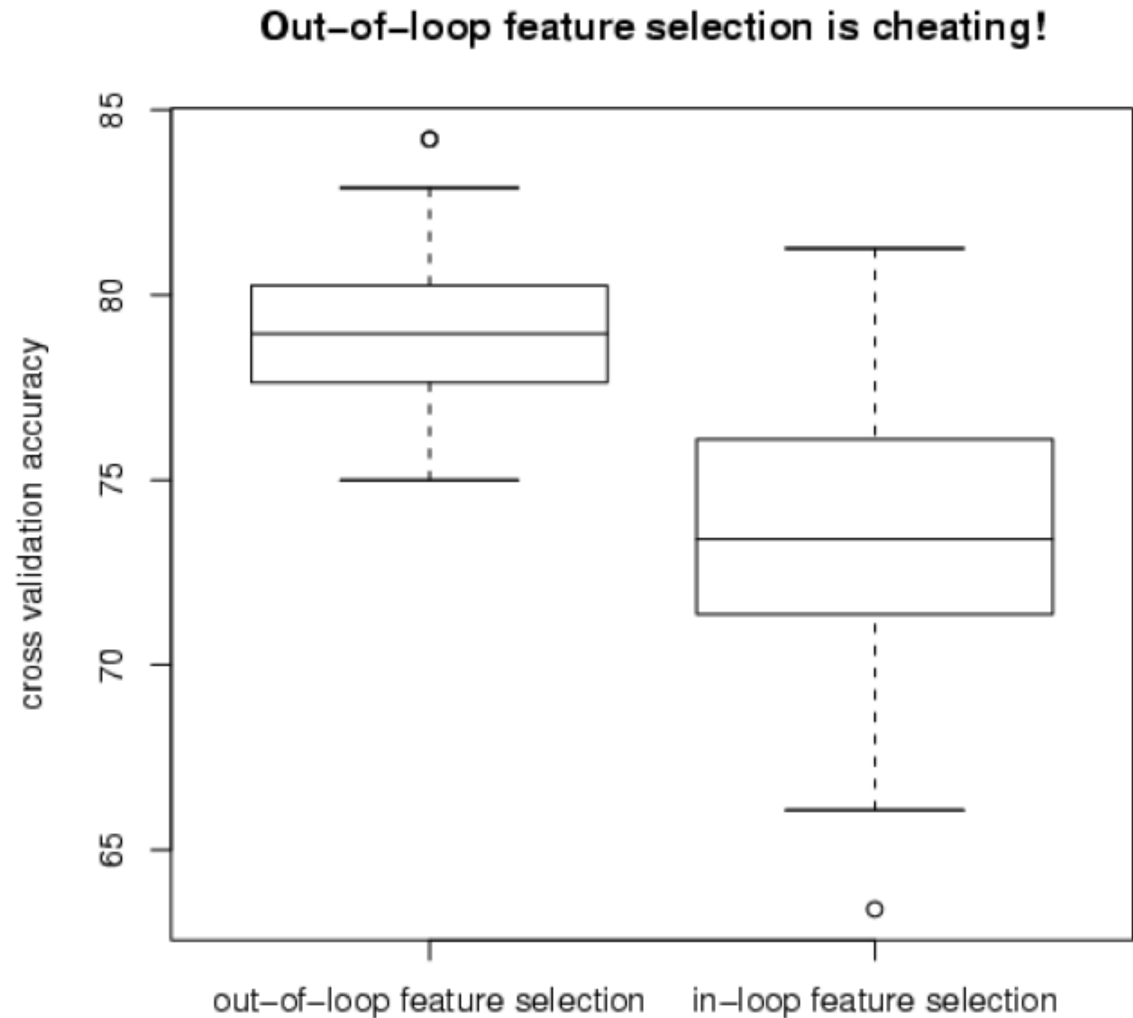 Out-of-loop feature selection is cheating!
85
80
75
70
65
cross validation accuracy
out-of-loop feature selection
in-loop feature selection